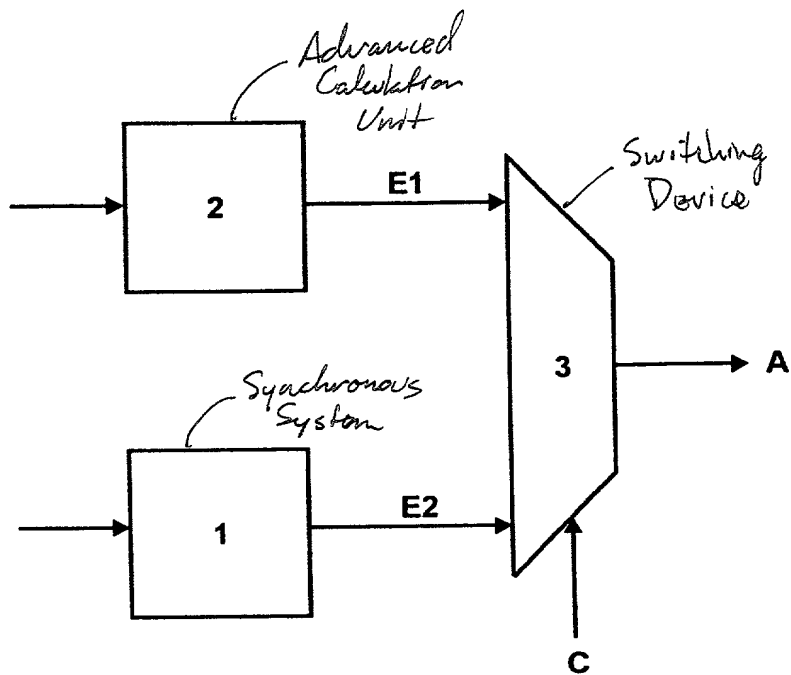 Advanced
Calculation
Unit
2
E1
Switching
Device
3
A
Synchronous
System
1
E2
C